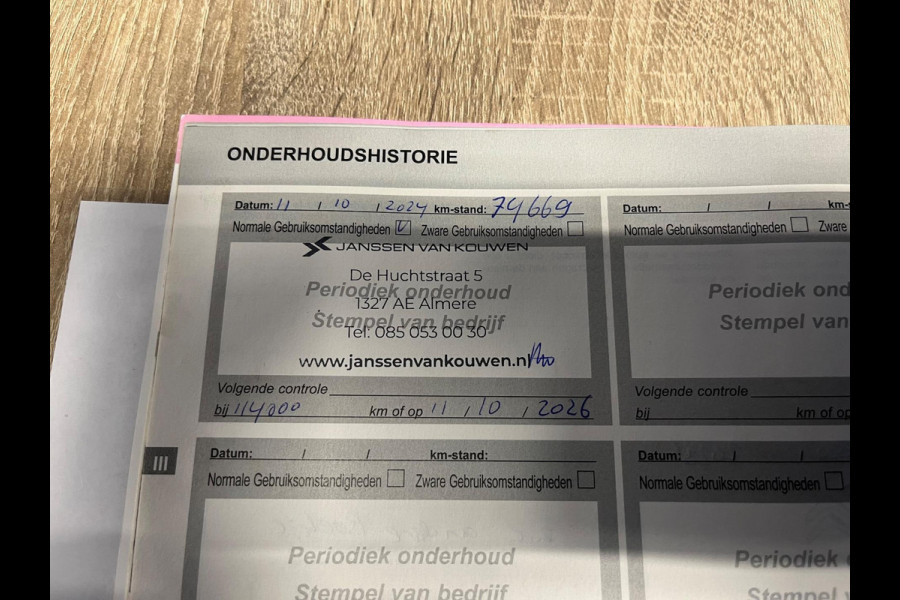 ONDERHOUDSHISTORIE
Datum: 11 / 10 / 2024 km-stand: 74669
Normale Gebruiksomstandigheden Zware Gebruiksomstandigheden
JANSSEN VAN KOUWEN
De Huchtstraat 5
Periodiek onderhoud
1327 AE Almere
Stempel van bedrijf
Tel: 085 053 00 30
www.janssenvankouwen.nl
Volgende controle
bij 114000 km of op 11 / 10 / 2026
Datum: / / km-
Normale Gebruiksomstandigheden Zware
Periodiek ond
Stempel van
Volgende controle
bij km of op
III
Datum: / / km-stand:
Normale Gebruiksomstandigheden Zware Gebruiksomstandigheden
Periodiek onderhoud
Stempel van bedrijf
Datum: / /
Normale Gebruiksomstandigheden
Periodiek
Stempel v